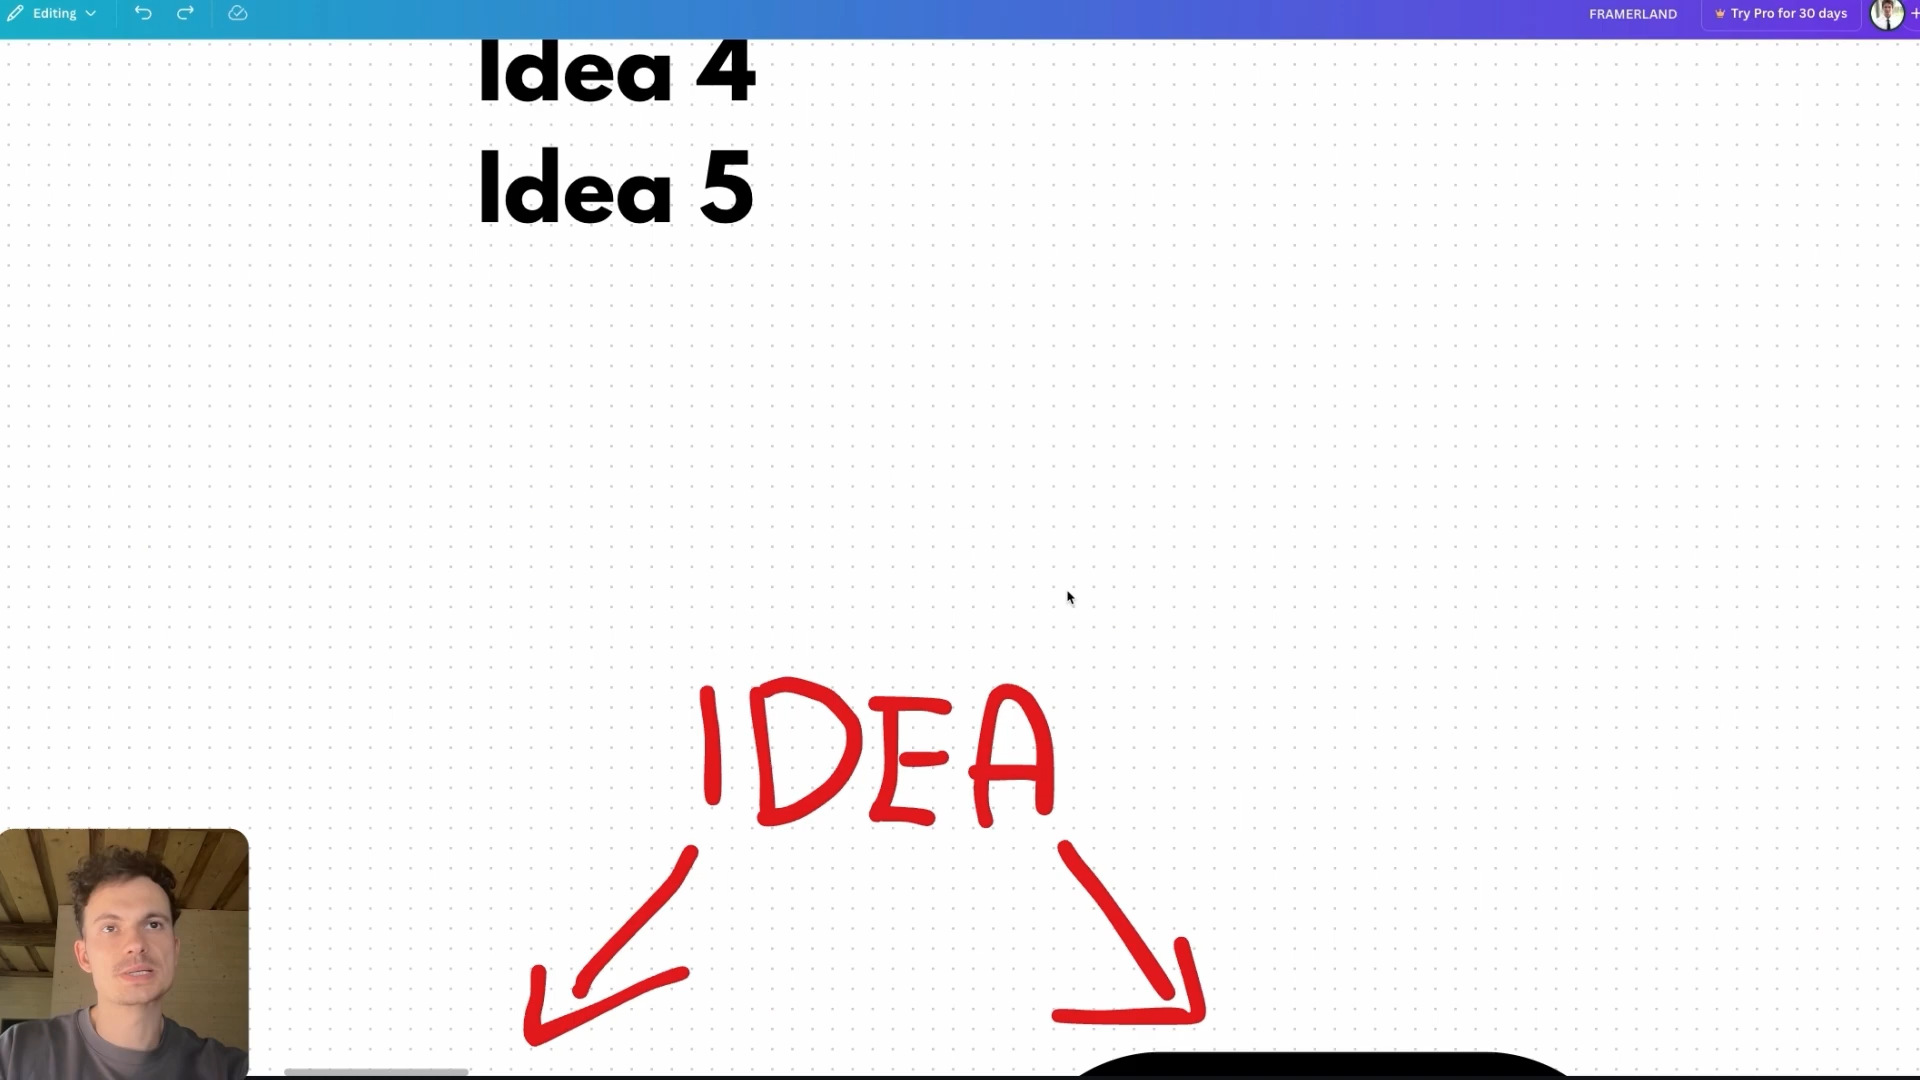 Editing
FRAMERLAND
Try Pro for 30 days
Idea 4
Idea 5
IDEA